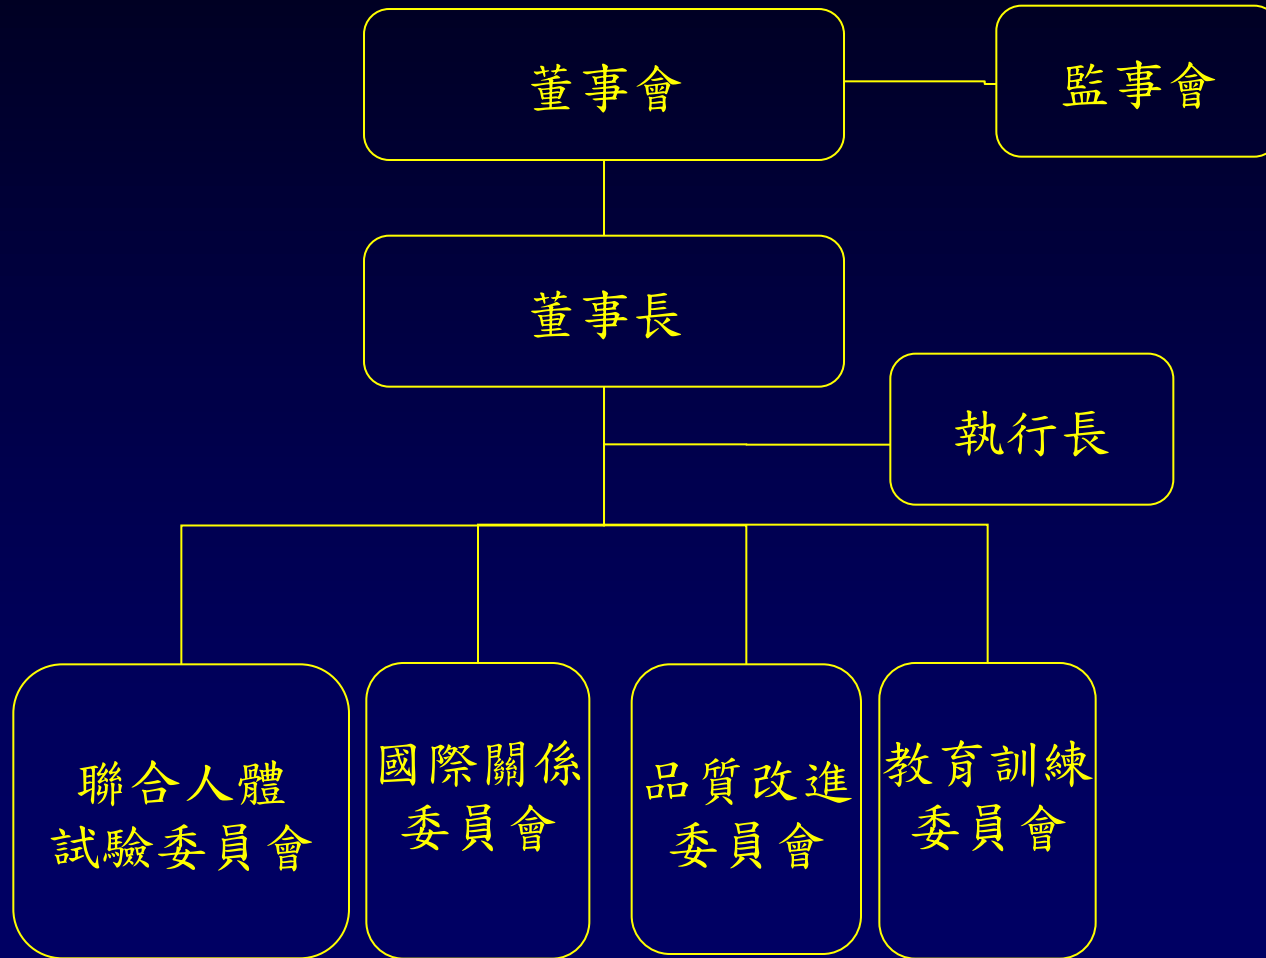 董事會
監事會
董事長
執行長
聯合人體
試驗委員會
國際關係
委員會
品質改進
委員會
教育訓練
委員會